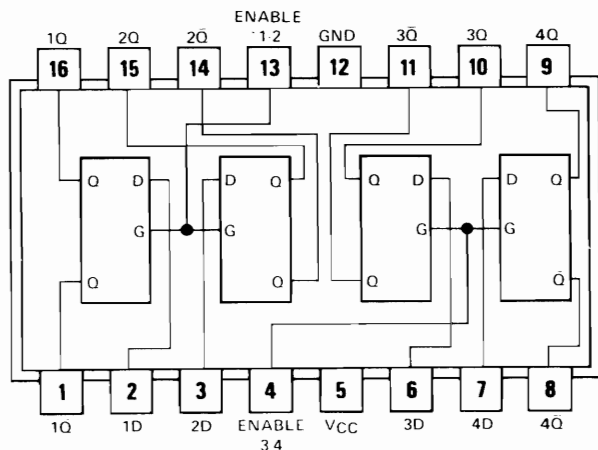 ENABLE
1Q 2Q 2Q̄ 1·2 GND 3Q̄ 3Q 4Q
16 15 14 13 12 11 10 9
Q D D Q Q D D Q
G G G G
Q Q Q Q̄
1 2 3 4 5 6 7 8
1Q 1D 2D ENABLE VCC 3D 4D 4Q̄
3 4